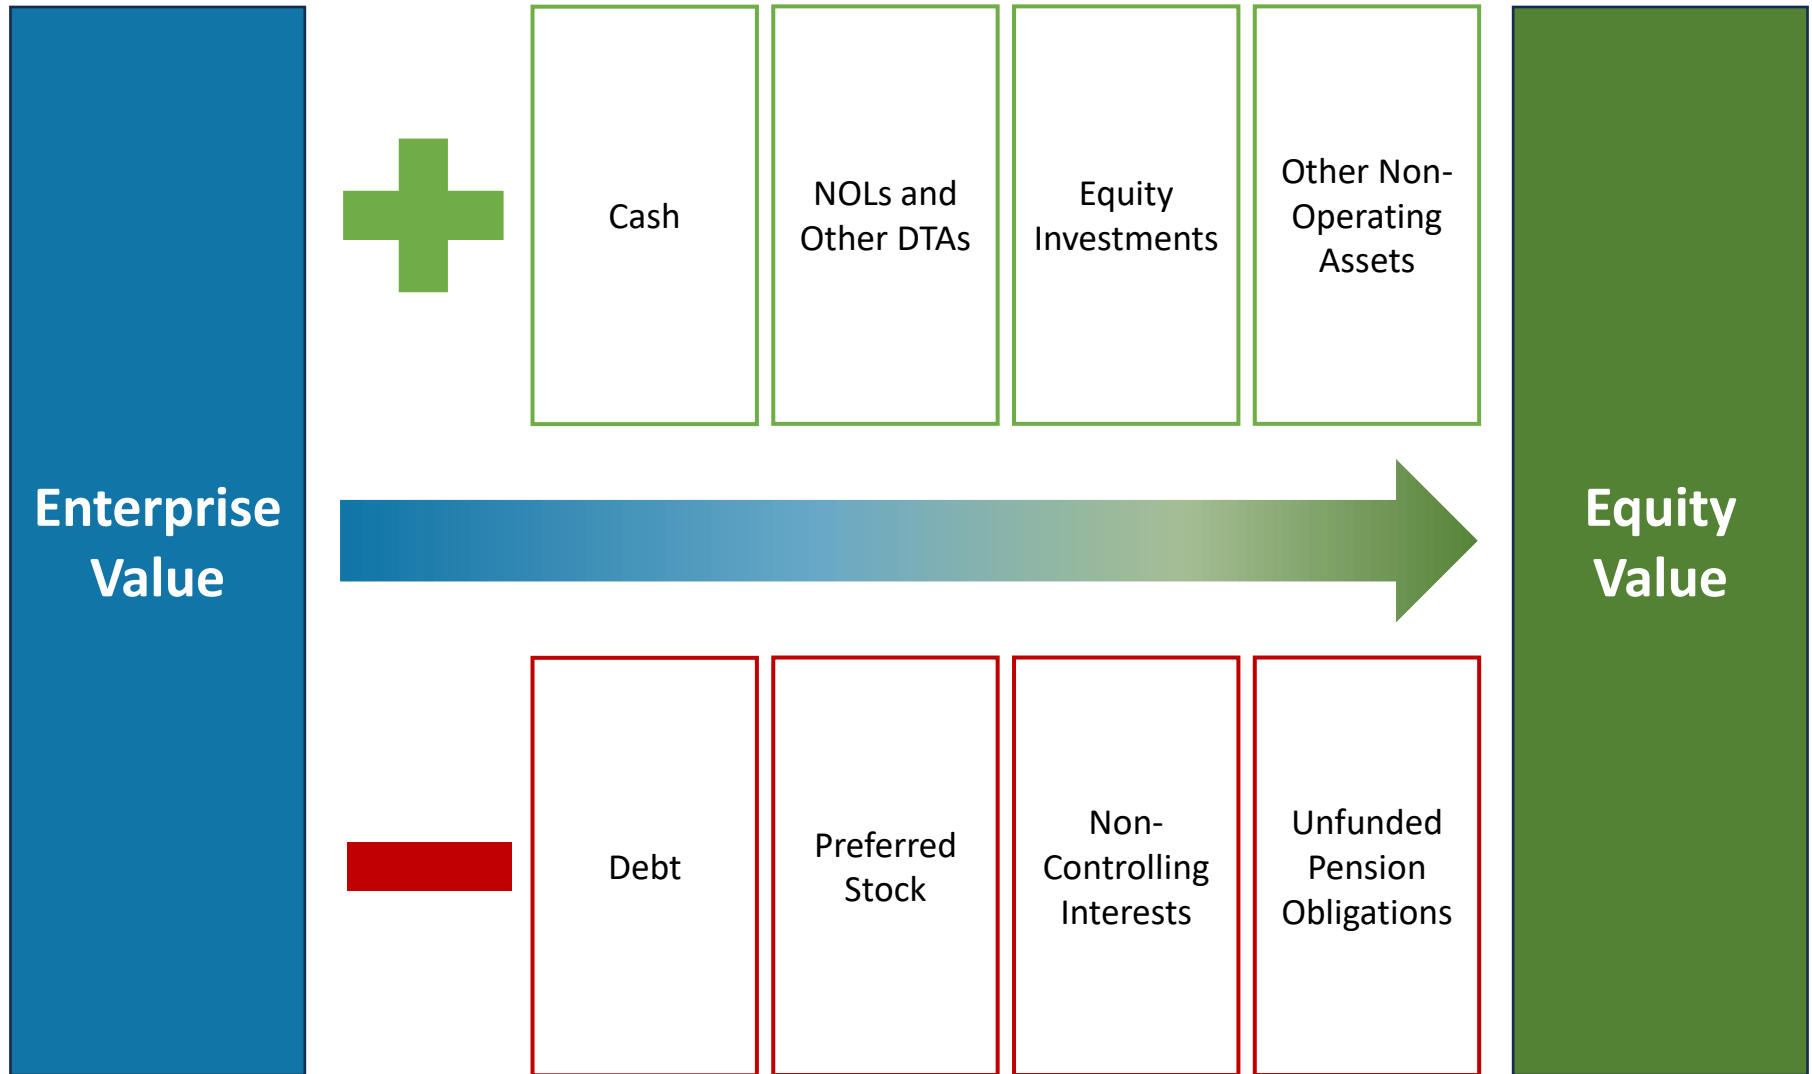 Enterprise
Value
Cash
NOLs and
Other DTAs
Equity
Investments
Other Non-
Operating
Assets
Debt
Preferred
Stock
Non-
Controlling
Interests
Unfunded
Pension
Obligations
Equity
Value